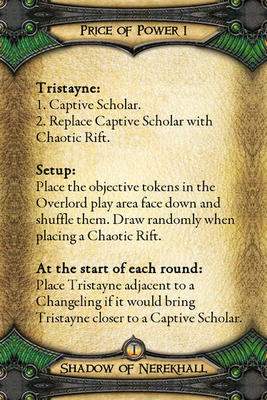 Price of Power I
Tristayne:
1. Captive Scholar.
2. Replace Captive Scholar with
Chaotic Rift.
Setup:
Place the objective tokens in the
Overlord play area face down and
shuffle them. Draw randomly when
placing a Chaotic Rift.
At the start of each round:
Place Tristayne adjacent to a
Changeling if it would bring
Tristayne closer to a Captive Scholar.
1
Shadow of Nerekhall